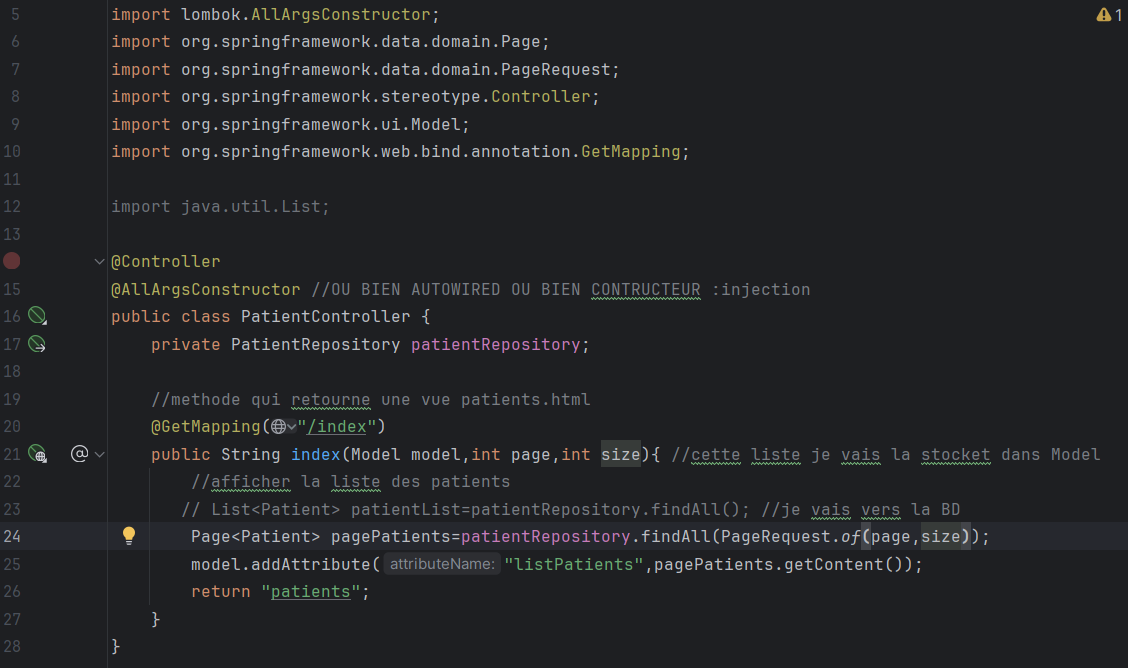 5 import lombok.AllArgsConstructor; 1
6 import org.springframework.data.domain.Page;
7 import org.springframework.data.domain.PageRequest;
8 import org.springframework.stereotype.Controller;
9 import org.springframework.ui.Model;
10 import org.springframework.web.bind.annotation.GetMapping;
11
12 import java.util.List;
13
@Controller
15 @AllArgsConstructor //OU BIEN AUTOWIRED OU BIEN CONTRUCTEUR :injection
16 public class PatientController {
17 private PatientRepository patientRepository;
18
19 //methode qui retourne une vue patients.html
20 @GetMapping("/index")
21 @ public String index(Model model,int page,int size){ //cette liste je vais la stocket dans Model
22 //afficher la liste des patients
23 // List<Patient> patientList=patientRepository.findAll(); //je vais vers la BD
24 Page<Patient> pagePatients=patientRepository.findAll(PageRequest.of(page,size));
25 model.addAttribute( attributeName: "listPatients",pagePatients.getContent());
26 return "patients";
27 }
28 }